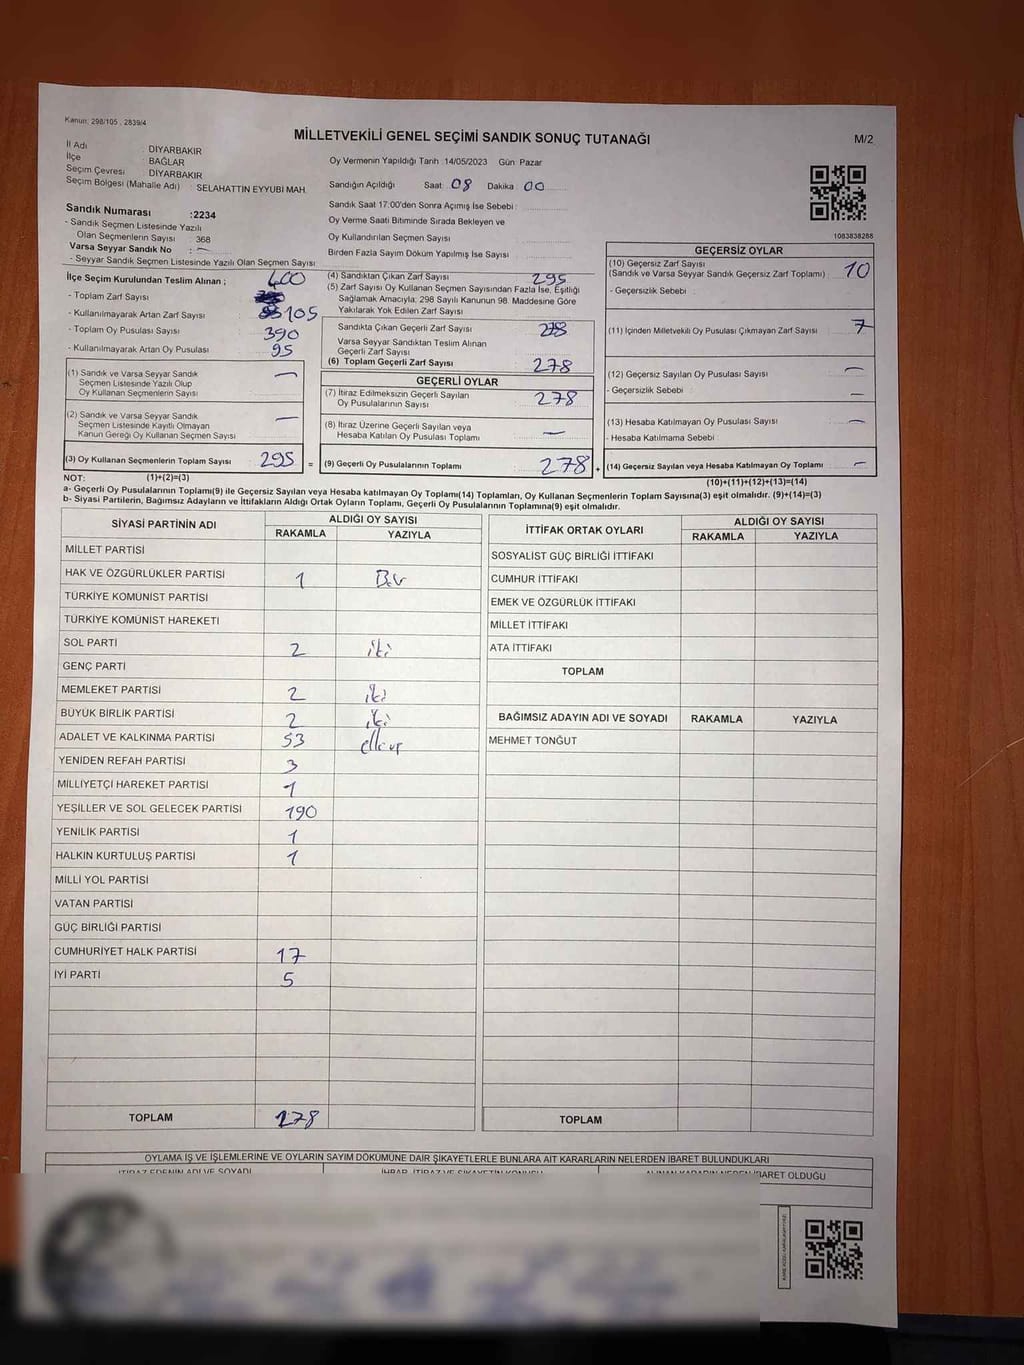 Kanun: 298/105 , 2839/4
MİLLETVEKİLİ GENEL SEÇİMİ SANDIK SONUÇ TUTANAĞI
M/2
İl Adı : DİYARBAKIR
İlçe : BAĞLAR
Seçim Çevresi : DİYARBAKIR
Seçim Bölgesi (Mahalle Adı) : SELAHATTİN EYYUBİ MAH.
Oy Vermenin Yapıldığı Tarih 14/05/2023 Gün Pazar
Sandığın Açıldığı Saat: 08 Dakika 00
Sandık Saat 17:00'den Sonra Açımış İse Sebebi :
Oy Verme Saati Bitiminde Sırada Bekleyen ve
Oy Kullandırılan Seçmen Sayısı
Birden Fazla Sayım Döküm Yapılmış İse Sayısı
1083838288
Sandık Numarası :2234
- Sandık Seçmen Listesinde Yazılı
Olan Seçmenlerin Sayısı : 368
Varsa Seyyar Sandık No : —
- Seyyar Sandık Seçmen Listesinde Yazılı Olan Seçmen Sayısı
İlçe Seçim Kurulundan Teslim Alınan ;
- Toplam Zarf Sayısı 400
- Kullanılmayarak Artan Zarf Sayısı 105
- Toplam Oy Pusulası Sayısı 390
- Kullanılmayarak Artan Oy Pusulası 95
(1) Sandık ve Varsa Seyyar Sandık —
Seçmen Listesinde Yazılı Olup
Oy Kullanan Seçmenlerin Sayısı
(2) Sandık ve Varsa Seyyar Sandık —
Seçmen Listesinde Kayıtlı Olmayan
Kanun Gereği Oy Kullanan Seçmen Sayısı
(3) Oy Kullanan Seçmenlerin Toplam Sayısı 295 =
(1)+(2)=(3)
(4) Sandıktan Çıkan Zarf Sayısı 295
(5) Zarf Sayısı Oy Kullanan Seçmen Sayısından Fazla İse, Eşitliği
Sağlamak Amacıyla; 298 Sayılı Kanunun 98. Maddesine Göre
Yakılarak Yok Edilen Zarf Sayısı
Sandıkta Çıkan Geçerli Zarf Sayısı 278
Varsa Seyyar Sandıktan Teslim Alınan
Geçerli Zarf Sayısı
(6) Toplam Geçerli Zarf Sayısı 278
GEÇERLİ OYLAR
(7) İtiraz Edilmeksizin Geçerli Sayılan
Oy Pusulalarının Sayısı 278
(8) İtiraz Üzerine Geçerli Sayılan veya
Hesaba Katılan Oy Pusulası Toplamı —
(9) Geçerli Oy Pusulalarının Toplamı 278 +
GEÇERSİZ OYLAR
(10) Geçersiz Zarf Sayısı
(Sandık ve Varsa Seyyar Sandık Geçersiz Zarf Toplamı) 10
- Geçersizlik Sebebi :
(11) İçinden Milletvekili Oy Pusulası Çıkmayan Zarf Sayısı 7
(12) Geçersiz Sayılan Oy Pusulası Sayısı —
- Geçersizlik Sebebi —
(13) Hesaba Katılmayan Oy Pusulası Sayısı —
- Hesaba Katılmama Sebebi :
(14) Geçersiz Sayılan veya Hesaba Katılmayan Oy Toplamı —
(10)+(11)+(12)+(13)=(14)
NOT:
a- Geçerli Oy Pusulalarının Toplamı(9) ile Geçersiz Sayılan veya Hesaba katılmayan Oy Toplamı(14) Toplamları, Oy Kullanan Seçmenlerin Toplam Sayısına(3) eşit olmalıdır. (9)+(14)=(3)
b- Siyasi Partilerin, Bağımsız Adayların ve İttifakların Aldığı Ortak Oyların Toplamı, Geçerli Oy Pusulalarının Toplamına(9) eşit olmalıdır.
SİYASİ PARTİNİN ADI ALDIĞI OY SAYISI
RAKAMLA YAZIYLA
MİLLET PARTİSİ
HAK VE ÖZGÜRLÜKLER PARTİSİ 1 Bir
TÜRKİYE KOMÜNİST PARTİSİ
TÜRKİYE KOMÜNİST HAREKETİ
SOL PARTİ 2 iki
GENÇ PARTİ
MEMLEKET PARTİSİ 2 iki
BÜYÜK BİRLİK PARTİSİ 2 iki
ADALET VE KALKINMA PARTİSİ 53
YENİDEN REFAH PARTİSİ 3
MİLLİYETÇİ HAREKET PARTİSİ 1
YEŞİLLER VE SOL GELECEK PARTİSİ 190
YENİLİK PARTİSİ 1
HALKIN KURTULUŞ PARTİSİ 1
MİLLİ YOL PARTİSİ
VATAN PARTİSİ
GÜÇ BİRLİĞİ PARTİSİ
CUMHURİYET HALK PARTİSİ 17
İYİ PARTİ 5
TOPLAM 278
İTTİFAK ORTAK OYLARI ALDIĞI OY SAYISI
RAKAMLA YAZIYLA
SOSYALİST GÜÇ BİRLİĞİ İTTİFAKI
CUMHUR İTTİFAKI
EMEK VE ÖZGÜRLÜK İTTİFAKI
MİLLET İTTİFAKI
ATA İTTİFAKI
TOPLAM
BAĞIMSIZ ADAYIN ADI VE SOYADI RAKAMLA YAZIYLA
MEHMET TONĞUT
TOPLAM
OYLAMA İŞ VE İŞLEMLERİNE VE OYLARIN SAYIM DÖKÜMÜNE DAİR ŞİKAYETLERLE BUNLARA AİT KARARLARIN NELERDEN İBARET BULUNDUKLARI
İTİRAZ EDENİN ADI VE SOYADI İHBAR, İTİRAZ VE ŞİKAYETİN KONUSU ALINAN KARARIN NEDEN İBARET OLDUĞU